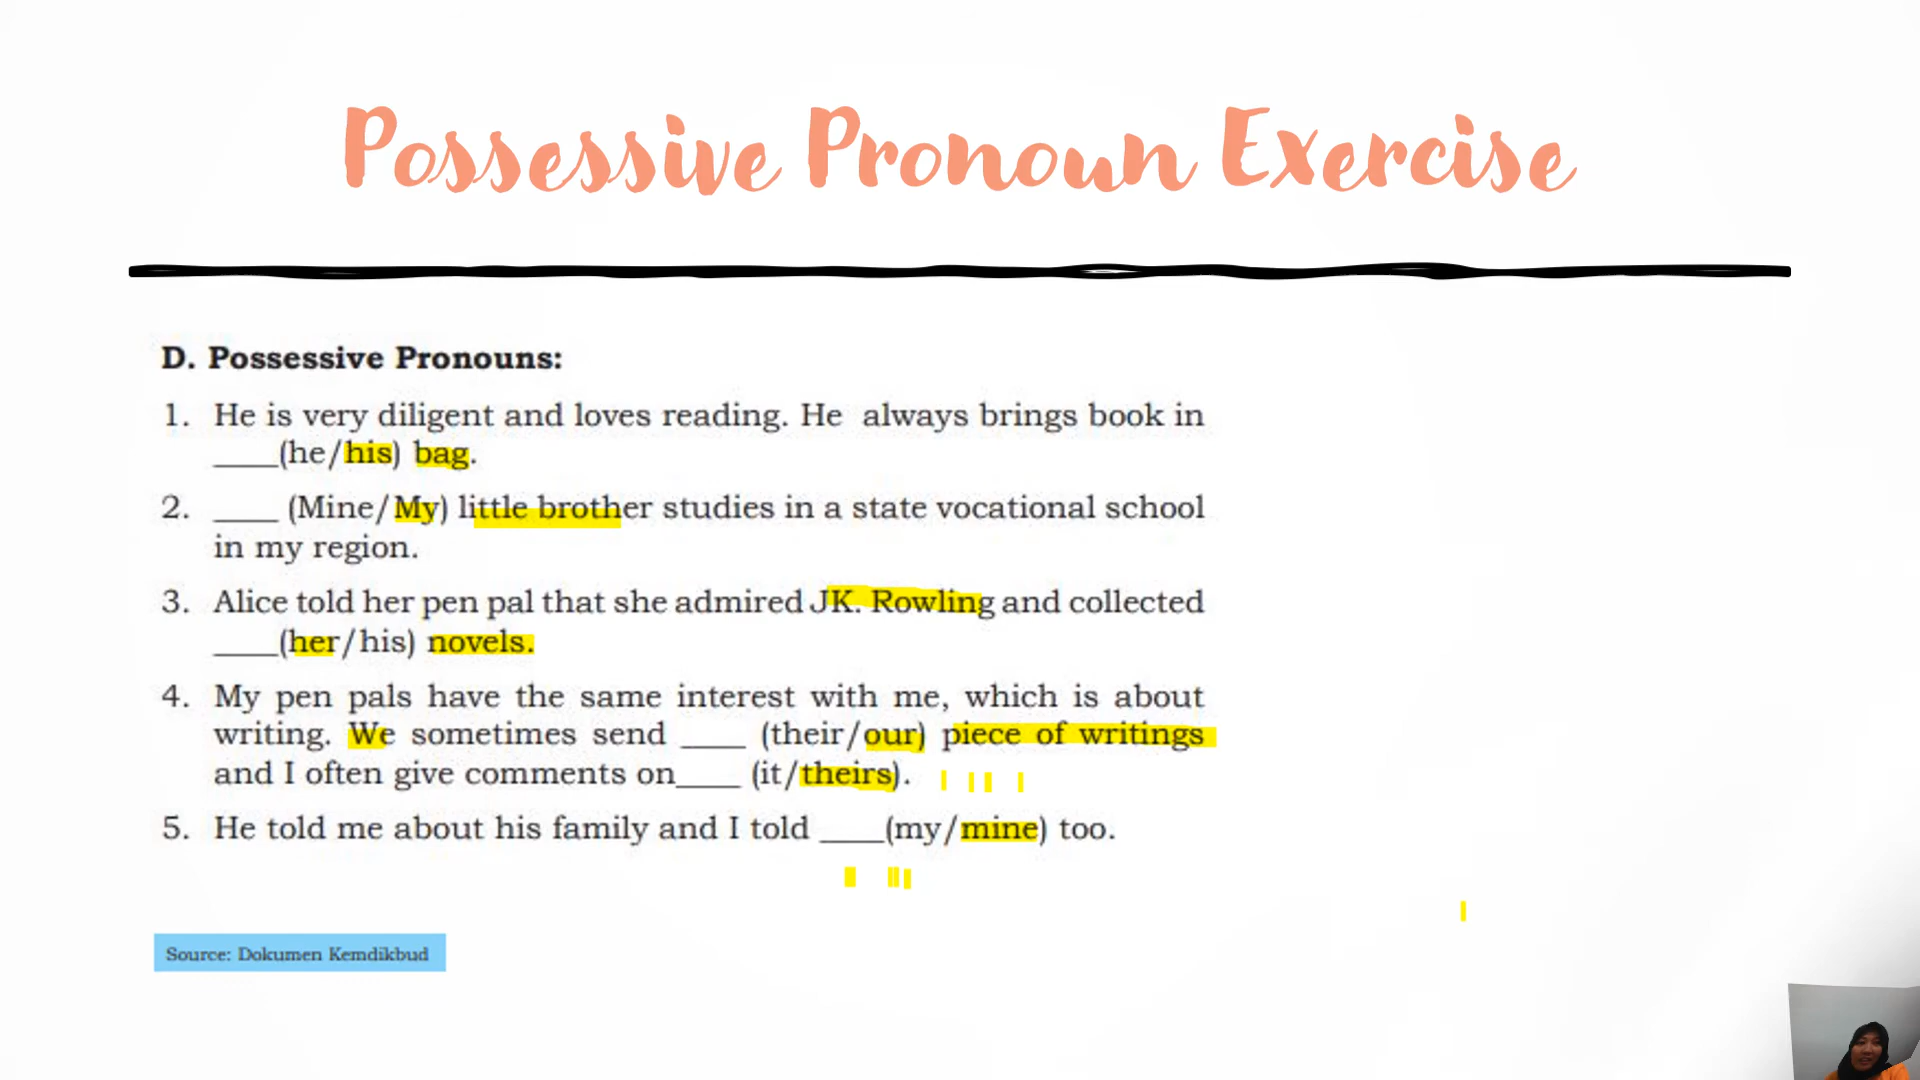 Possessive Pronoun Exercise
D. Possessive Pronouns:
1. He is very diligent and loves reading. He always brings book in
____(he/his) bag.
2. ____ (Mine/My) little brother studies in a state vocational school
in my region.
3. Alice told her pen pal that she admired JK. Rowling and collected
____(her/his) novels.
4. My pen pals have the same interest with me, which is about
writing. We sometimes send ____ (their/our) piece of writings
and I often give comments on____ (it/theirs).
5. He told me about his family and I told ____(my/mine) too.
Source: Dokumen Kemdikbud